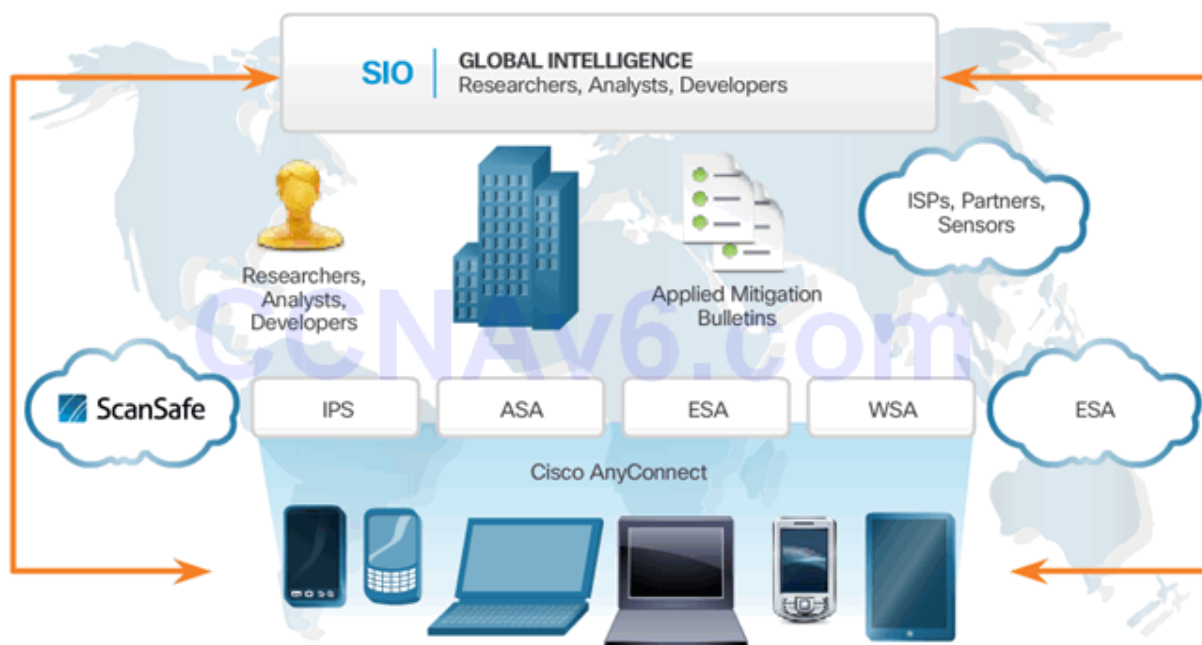 SIO
GLOBAL INTELLIGENCE
Researchers, Analysts, Developers
ISPs, Partners,
Sensors
Researchers,
Analysts,
Developers
Applied Mitigation
Bulletins
CCNAv6.com
ScanSafe
IPS
ASA
ESA
WSA
ESA
Cisco AnyConnect